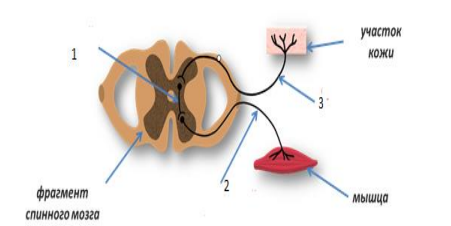 участок
кожи
1
3
2
фрагмент
спинного мозга
мышца